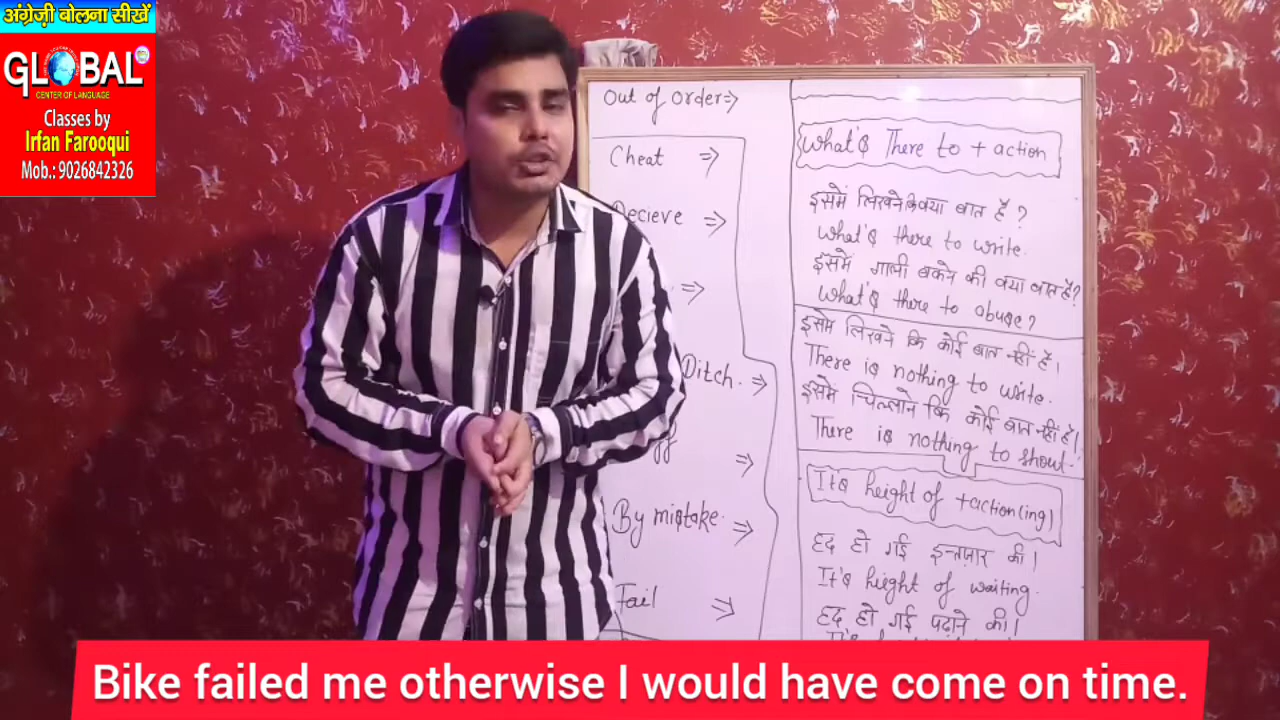 अंग्रेज़ी बोलना सीखें
GLOBAL
CENTER OF LANGUAGE
Classes by
Irfan Farooqui
Mob.: 9026842326
Out of order⇒
Cheat ⇒
Decieve ⇒
⇒
Ditch. ⇒
⇒
By mistake. ⇒
Fail ⇒
What's There to + action
इसमें लिखने कि क्या बात है ?
What's there to write.
इसमें गाली बकने की क्या बात है?
What's there to abuse?
इसमें लिखने कि कोई बात नहीं है।
There is nothing to write.
इसमें चिल्लाने कि कोई बात नहीं है।
There is nothing to shout.
Its height of +action(ing)
हद हो गई इन्तज़ार की।
It's height of waiting.
हद हो गई पढ़ाने की।
Bike failed me otherwise I would have come on time.